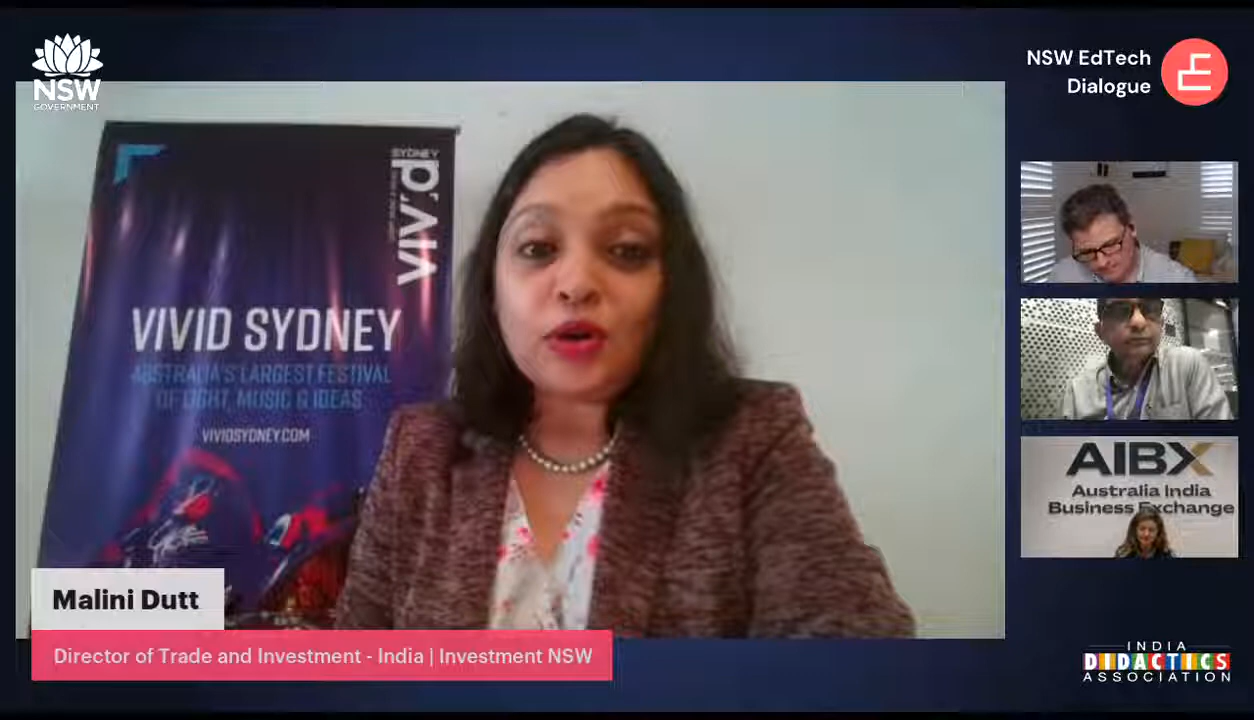 NSW
GOVERNMENT
NSW EdTech
Dialogue
SYDNEY
VIVID
VIVID SYDNEY
AUSTRALIA'S LARGEST FESTIVAL
OF LIGHT, MUSIC & IDEAS
VIVIDSYDNEY.COM
AIBX
Australia India
Business Exchange
Malini Dutt
Director of Trade and Investment - India | Investment NSW
INDIA
DIDACTICS
ASSOCIATION